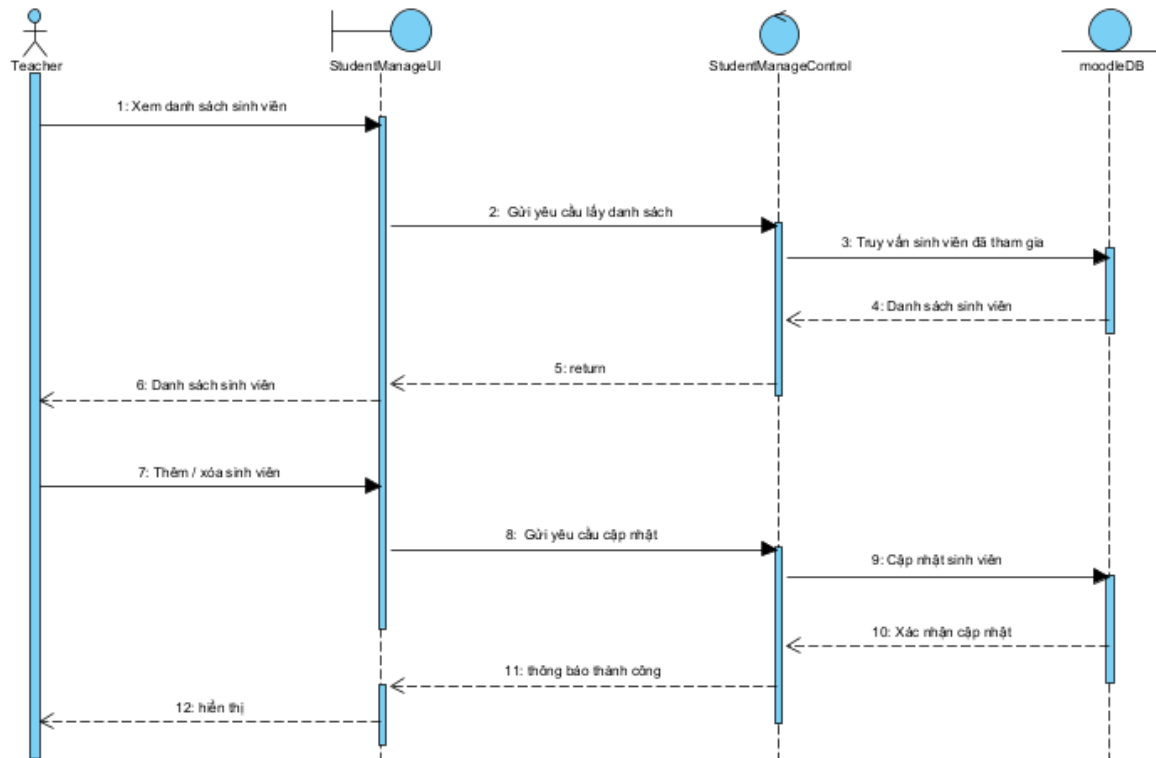 Teacher
StudentManageUI
StudentManageControl
moodleDB
1: Xem danh sách sinh viên
2: Gửi yêu cầu lấy danh sách
3: Truy vấn sinh viên đã tham gia
4: Danh sách sinh viên
5: return
6: Danh sách sinh viên
7: Thêm / xóa sinh viên
8: Gửi yêu cầu cập nhật
9: Cập nhật sinh viên
10: Xác nhận cập nhật
11: thông báo thành công
12: hiển thị